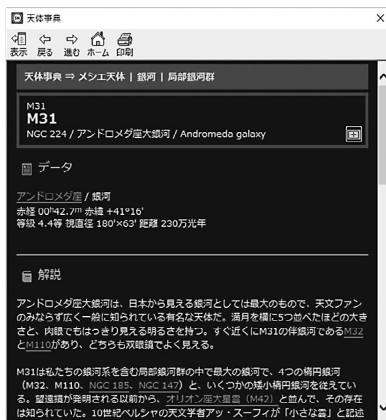 天体事典
表示 戻る 進む ホーム 印刷
天体事典 ⇒ メシエ天体 | 銀河 | 局部銀河群
M31
M31
NGC 224 / アンドロメダ座大銀河 / Andromeda galaxy
データ
アンドロメダ座 / 銀河
赤経 00ʰ42.7ᵐ 赤緯 +41°16'
等級 4.4等 視直径 180'×63' 距離 230万光年
解説
アンドロメダ座大銀河は、日本から見える銀河としては最大のもので、天文ファン
のみならず広く一般に知られている有名な天体だ。満月を横に5つ並べたほどの大き
さと、肉眼でもはっきり見える明るさを持つ。すぐ近くにM31の伴銀河であるM32
とM110があり、どちらも双眼鏡でよく見える。
M31は私たちの銀河系を含む局部銀河群の中で最大の銀河で、4つの楕円銀河
（M32、M110、NGC 185、NGC 147）と、いくつかの矮小楕円銀河を従えてい
る。望遠鏡が発明される以前から、オリオン座大星雲（M42）と並んで、その存在
は知られていた。10世紀ペルシャの天文学者アッ・スーフィが「小さな雲」と記述